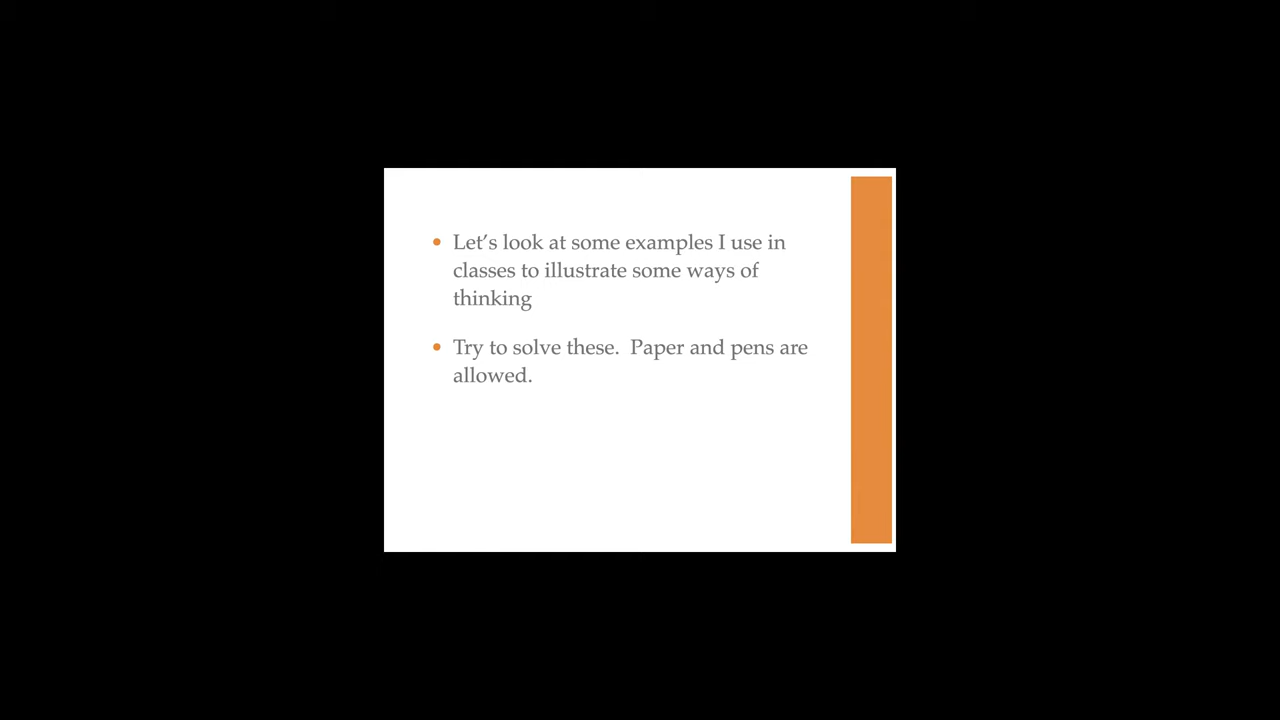 Let’s look at some examples I use in
classes to illustrate some ways of
thinking
Try to solve these.  Paper and pens are
allowed.